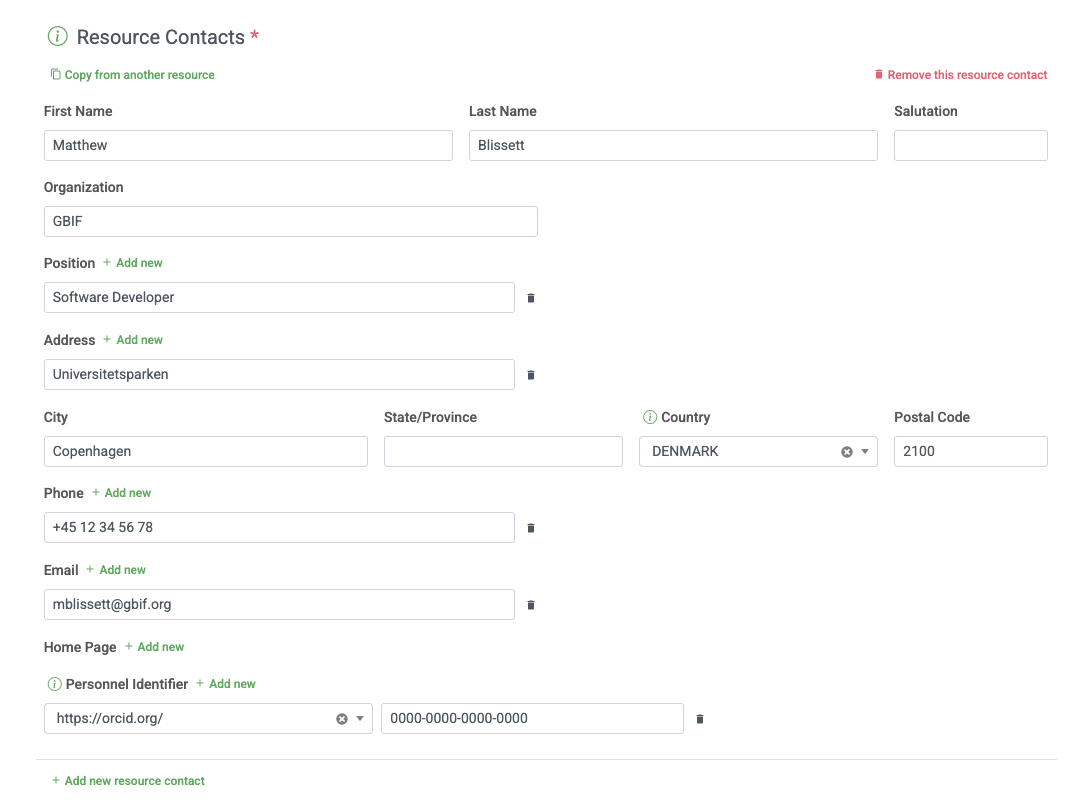 Resource Contacts *
Copy from another resource
Remove this resource contact
First Name Last Name Salutation
Matthew Blissett
Organization
GBIF
Position + Add new
Software Developer
Address + Add new
Universitetsparken
City State/Province Country Postal Code
Copenhagen DENMARK 2100
Phone + Add new
+45 12 34 56 78
Email + Add new
mblissett@gbif.org
Home Page + Add new
Personnel Identifier + Add new
https://orcid.org/ 0000-0000-0000-0000
+ Add new resource contact